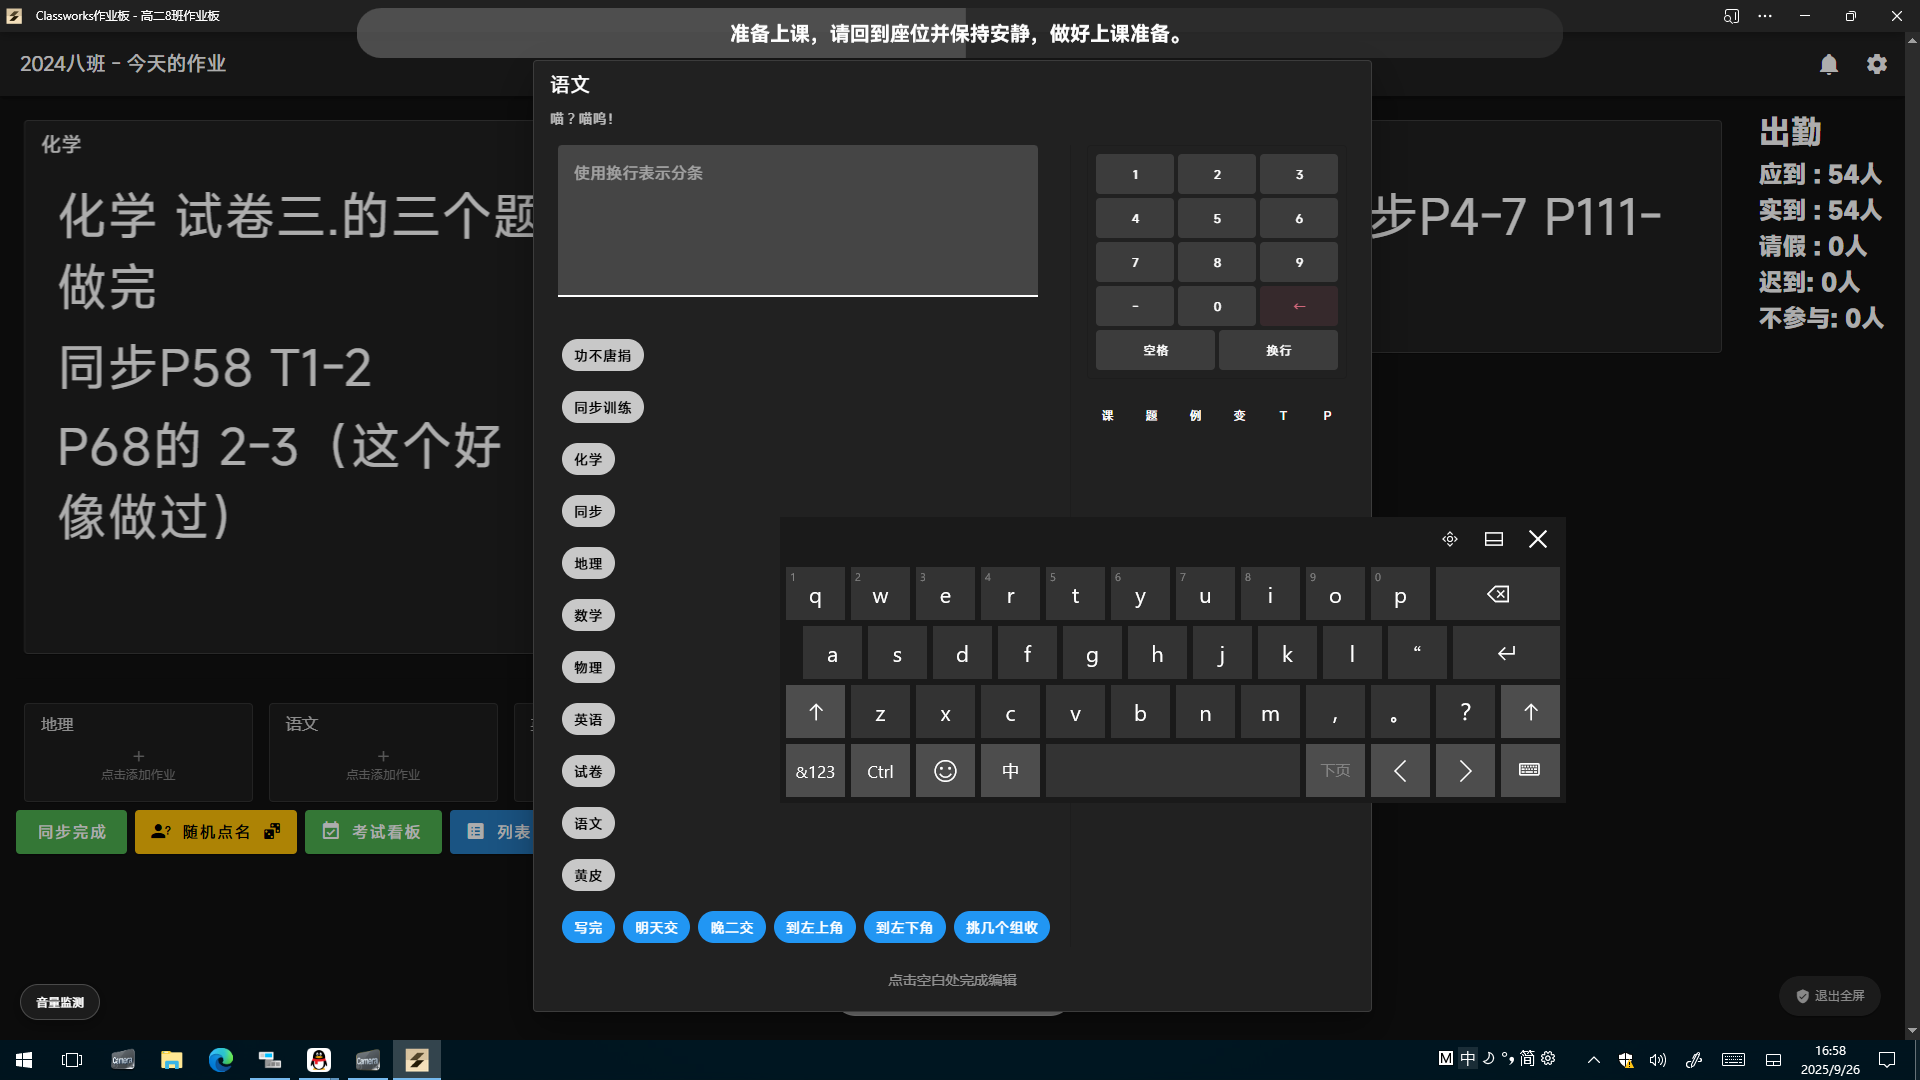 Classworks作业板 - 高二8班作业板
准备上课，请回到座位并保持安静，做好上课准备。
2024八班 - 今天的作业
化学
化学 试卷三.的三个题
做完
同步P58 T1-2
P68的 2-3（这个好
像做过）
语文
喵？喵呜！
使用换行表示分条
功不唐捐
同步训练
化学
同步
地理
数学
物理
英语
试卷
语文
黄皮
写完 明天交 晚二交 到左上角 到左下角 挑几个组收
点击空白处完成编辑
1 2 3
4 5 6
7 8 9
- 0 ←
空格 换行
课 题 例 变 T P
步P4-7 P111-
出勤
应到 : 54人
实到 : 54人
请假 : 0人
迟到: 0人
不参与: 0人
1 q 2 w 3 e 4 r 5 t 6 y 7 u 8 i 9 o 0 p
a s d f g h j k l “
z x c v b n m , 。 ?
&123 Ctrl 中 下页
地理
点击添加作业
语文
点击添加作业
同步完成 随机点名 考试看板 列表
音量监测
退出全屏
M 中 简
16:58
2025/9/26